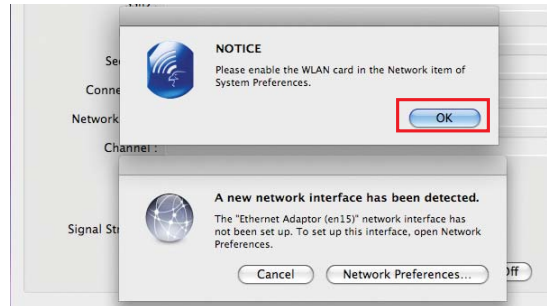 NOTICE
Please enable the WLAN card in the Network item of
System Preferences.
OK
Network
Channel :
A new network interface has been detected.
The "Ethernet Adaptor (en15)" network interface has
not been set up. To set up this interface, open Network
Preferences.
Signal Str
Cancel
Network Preferences...